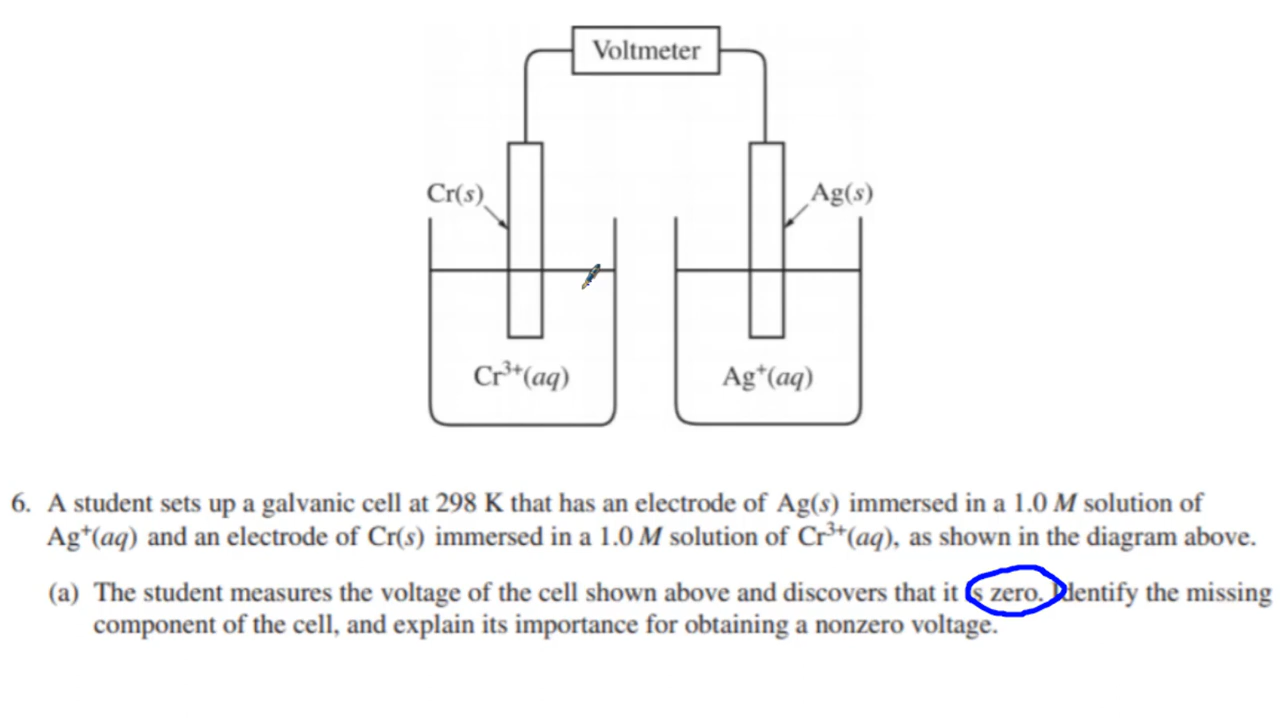 Voltmeter
Cr(s)
Ag(s)
Cr³⁺(aq)
Ag⁺(aq)
6. A student sets up a galvanic cell at 298 K that has an electrode of Ag(s) immersed in a 1.0 M solution of
Ag⁺(aq) and an electrode of Cr(s) immersed in a 1.0 M solution of Cr³⁺(aq), as shown in the diagram above.
(a) The student measures the voltage of the cell shown above and discovers that it is zero. Identify the missing
component of the cell, and explain its importance for obtaining a nonzero voltage.